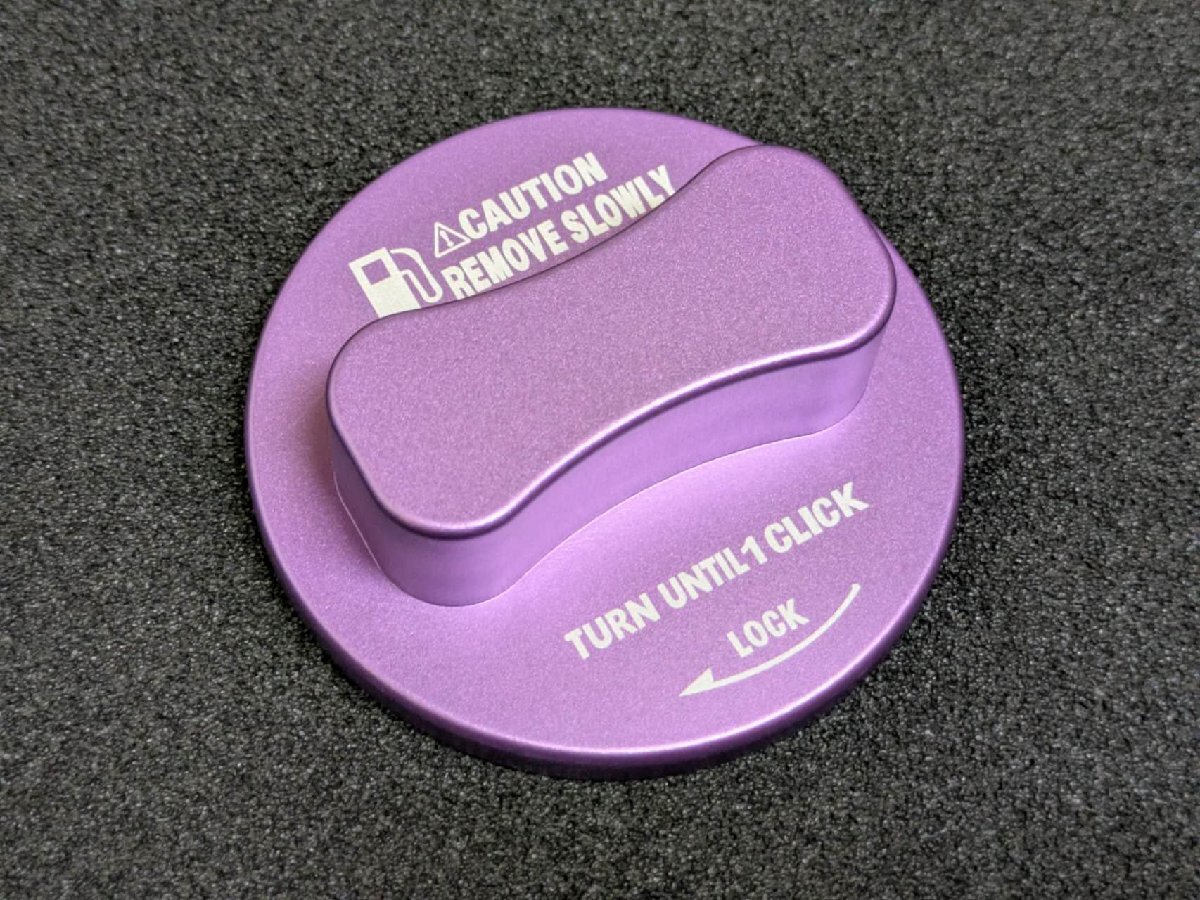 CAUTION
REMOVE SLOWLY
TURN UNTIL 1 CLICK
LOCK